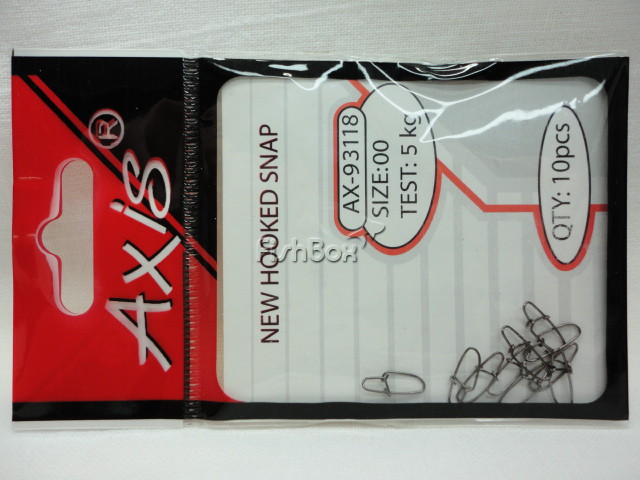 Axis®
NEW HOOKED SNAP
AX-93118
SIZE:00
TEST: 5 kg
QTY: 10pcs
FishBox